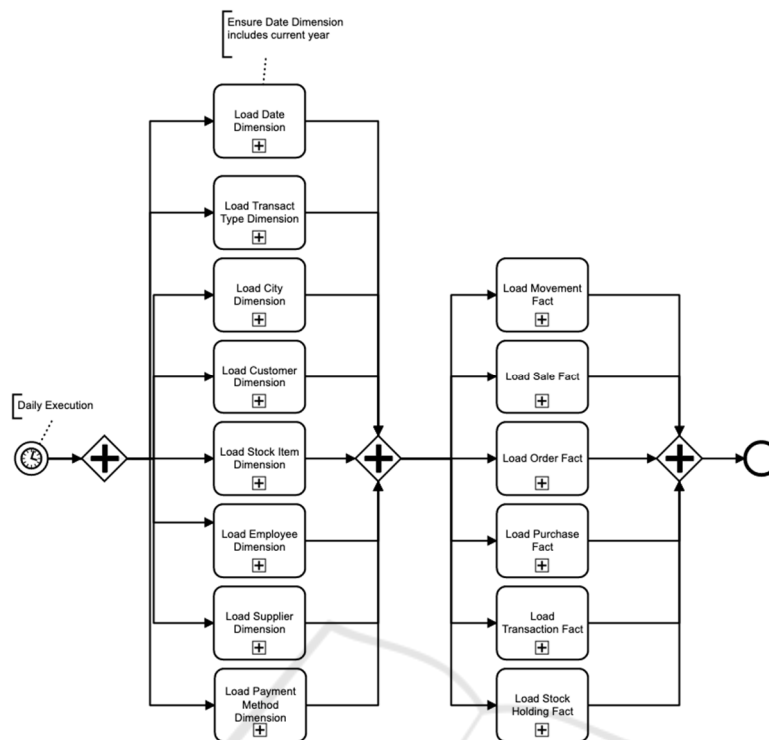 Ensure Date Dimension
includes current year
Load Date
Dimension
Load Transact
Type Dimension
Load City
Dimension
Load Customer
Dimension
Load Stock Item
Dimension
Load Employee
Dimension
Load Supplier
Dimension
Load Payment
Method
Dimension
Daily Execution
Load Movement
Fact
Load Sale Fact
Load Order Fact
Load Purchase
Fact
Load
Transaction Fact
Load Stock
Holding Fact